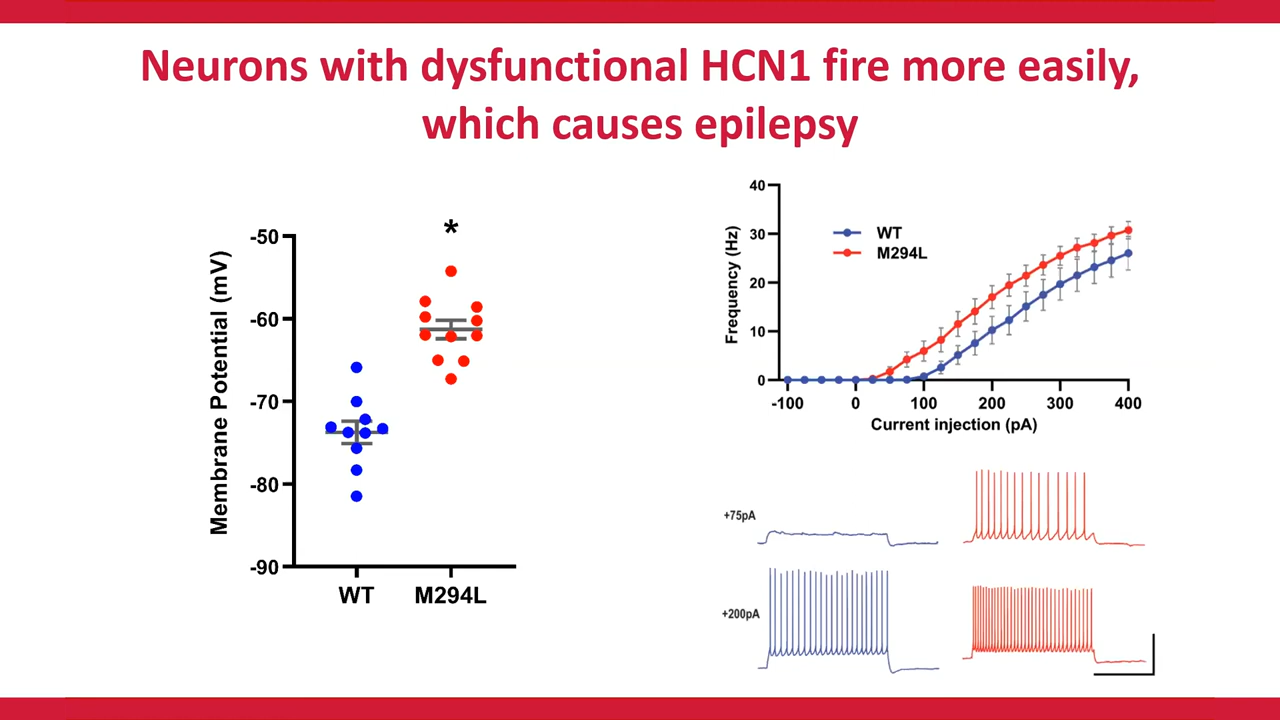 Neurons with dysfunctional HCN1 fire more easily,
which causes epilepsy
Membrane Potential (mV)
-50
-60
-70
-80
-90
*
WT
M294L
Frequency (Hz)
40
30
20
10
0
WT
M294L
-100
0
100
200
300
400
Current injection (pA)
+75pA
+200pA